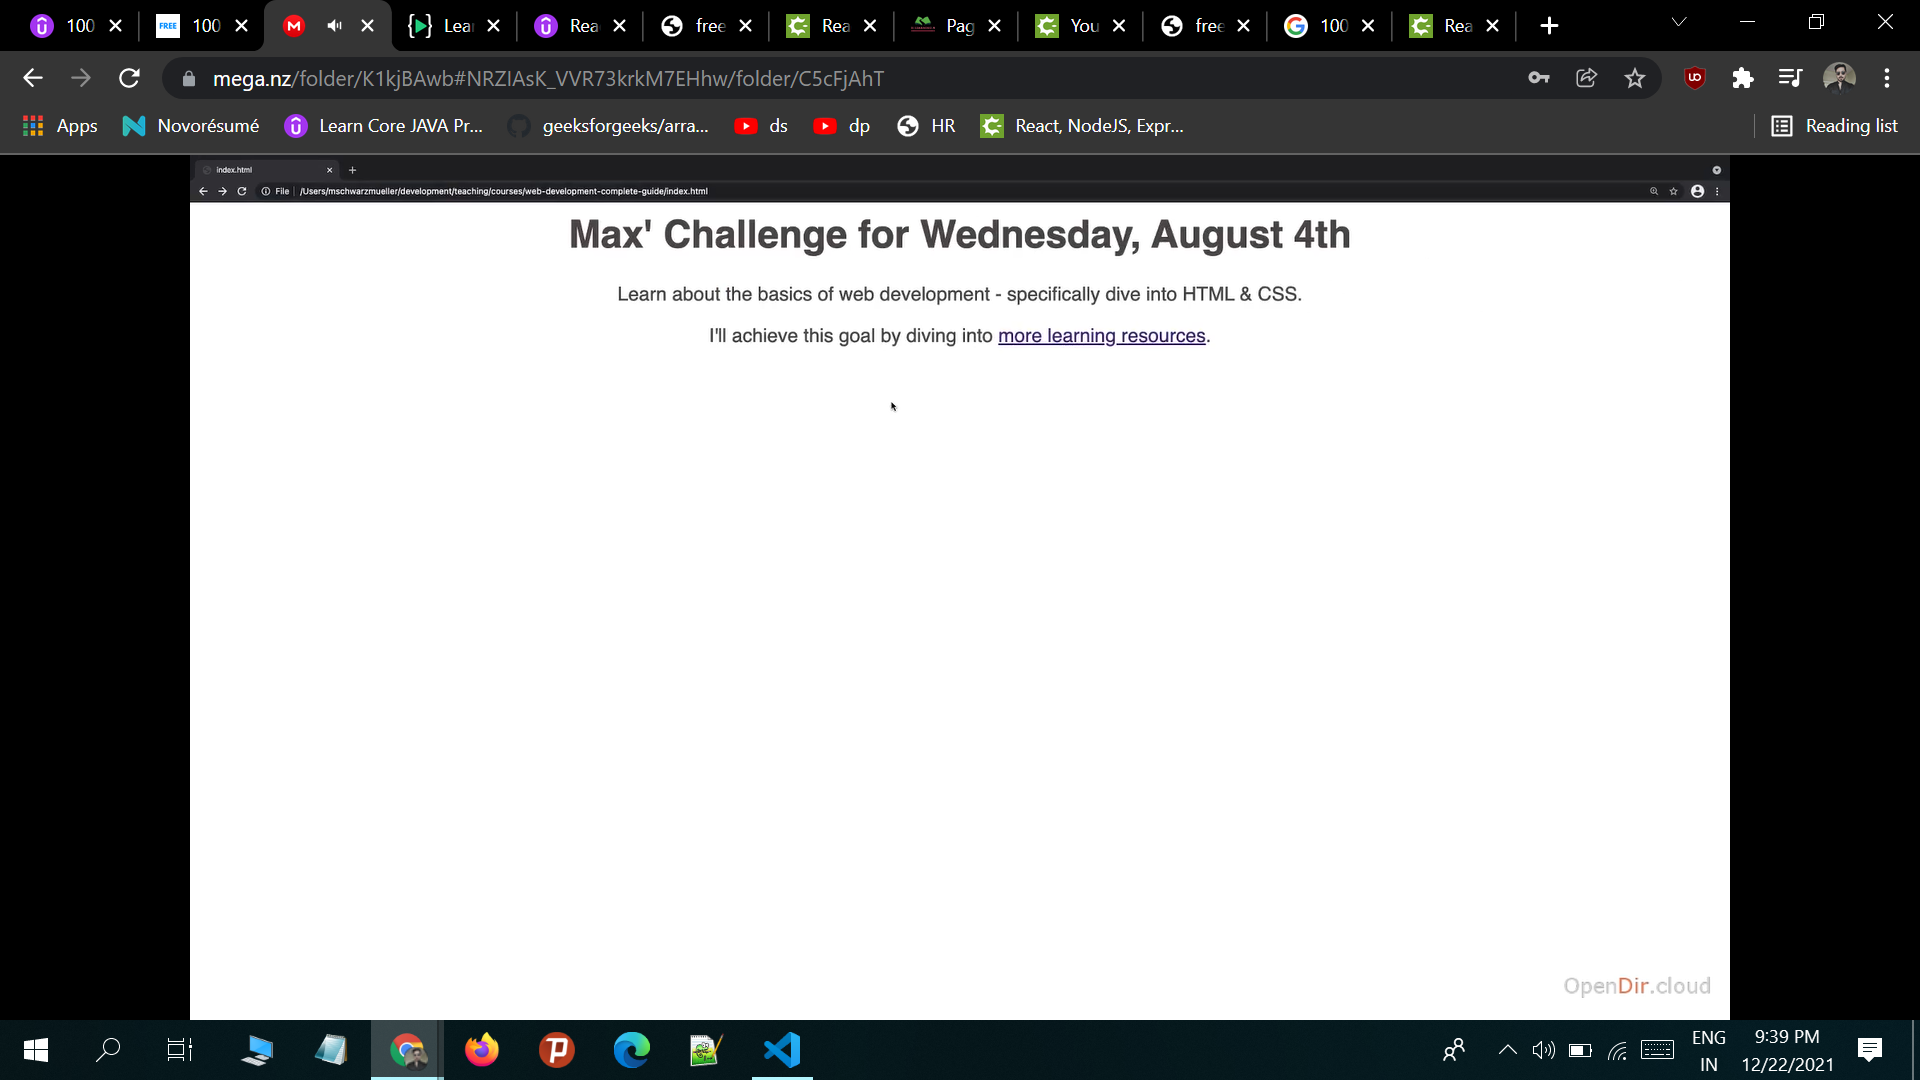 100
100
Lear
Rea
free
Rea
Pag
You
free
100
Rea
mega.nz/folder/K1kjBAwb#NRZIAsK_VVR73krkM7EHhw/folder/C5cFjAhT
Apps
Novorésumé
Learn Core JAVA Pr...
geeksforgeeks/arra...
ds
dp
HR
React, NodeJS, Expr...
Reading list
index.html
File
/Users/mschwarzmueller/development/teaching/courses/web-development-complete-guide/index.html
Max' Challenge for Wednesday, August 4th
Learn about the basics of web development - specifically dive into HTML & CSS.
I'll achieve this goal by diving into more learning resources.
OpenDir.cloud
ENG
IN
9:39 PM
12/22/2021